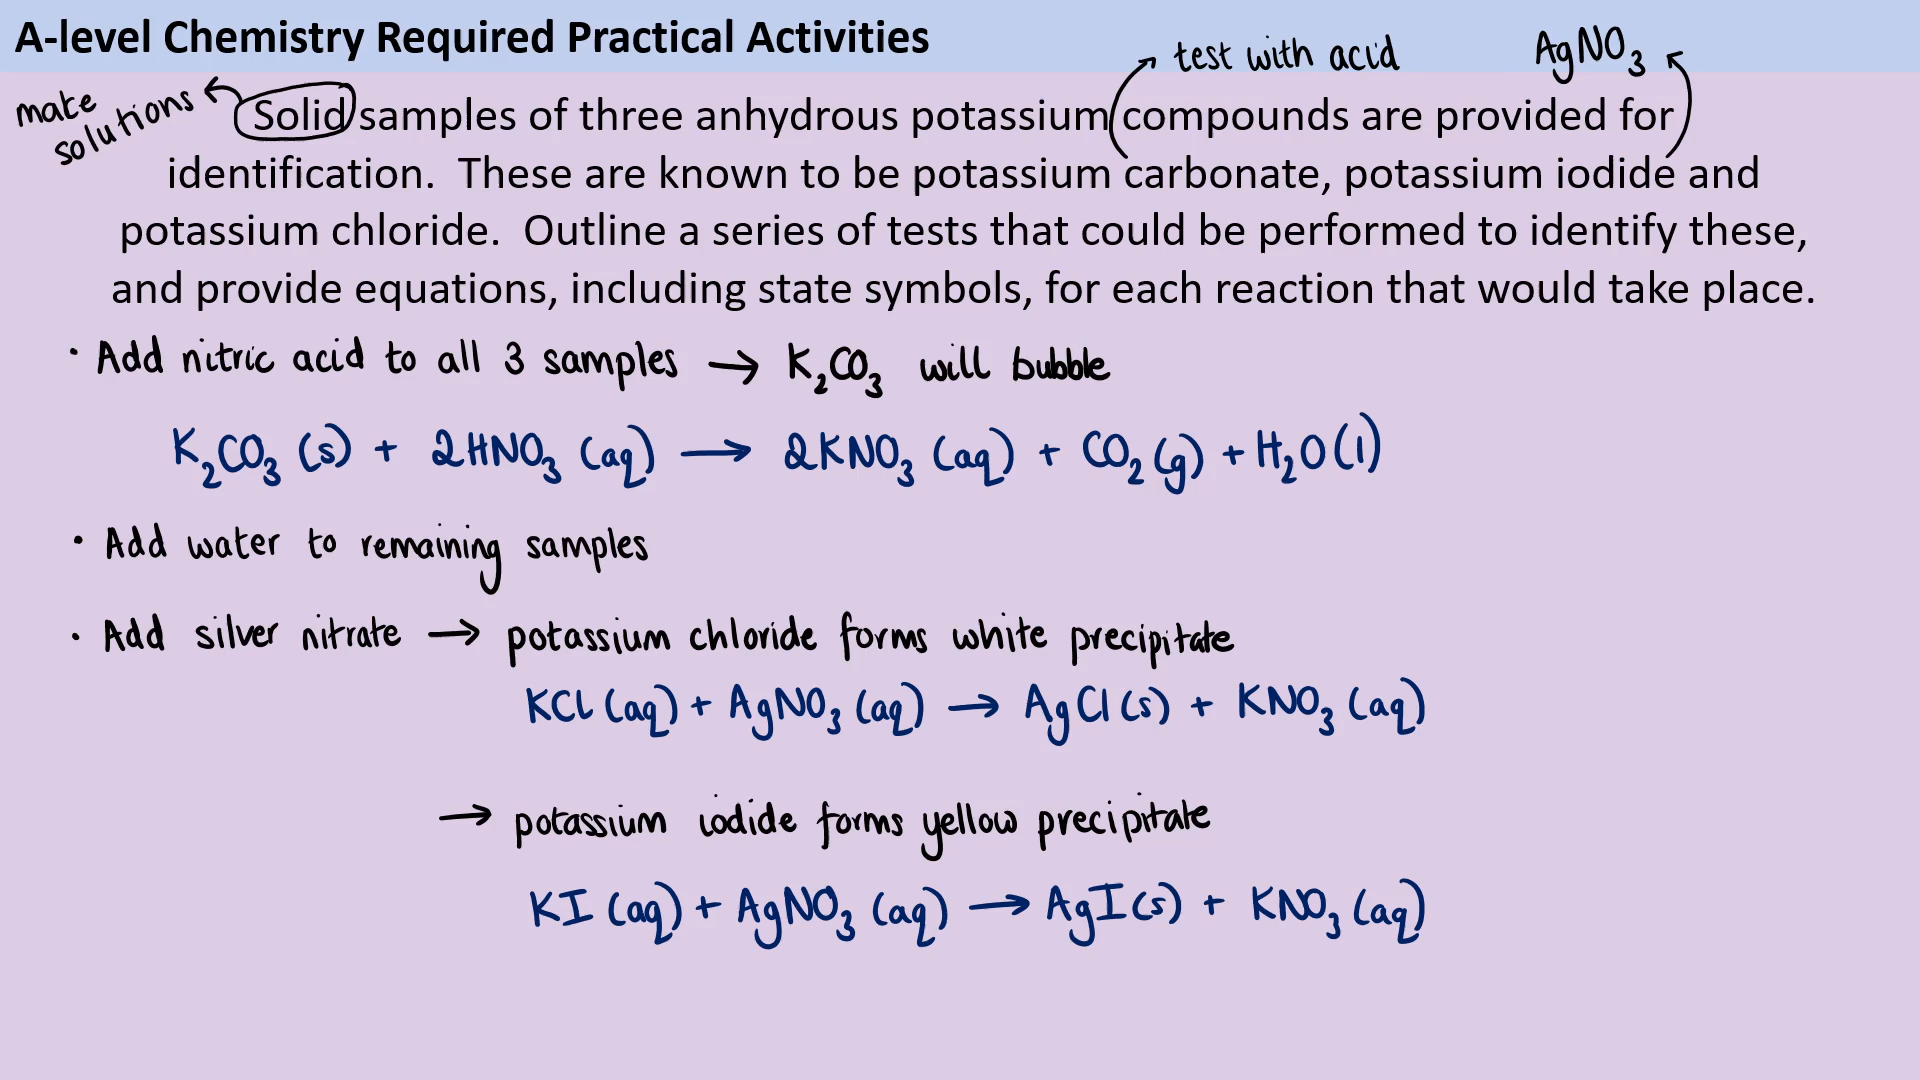 A-level Chemistry Required Practical Activities
test with acid
AgNO₃
mate
solutions
Solid samples of three anhydrous potassium compounds are provided for
identification. These are known to be potassium carbonate, potassium iodide and
potassium chloride. Outline a series of tests that could be performed to identify these,
and provide equations, including state symbols, for each reaction that would take place.
· Add nitric acid to all 3 samples → K₂CO₃ will bubble
K₂CO₃ (s) + 2HNO₃ (aq) → 2KNO₃ (aq) + CO₂ (g) + H₂O (l)
· Add water to remaining samples
· Add silver nitrate → potassium chloride forms white precipitate
KCl (aq) + AgNO₃ (aq) → AgCl (s) + KNO₃ (aq)
→ potassium iodide forms yellow precipitate
KI (aq) + AgNO₃ (aq) → AgI (s) + KNO₃ (aq)